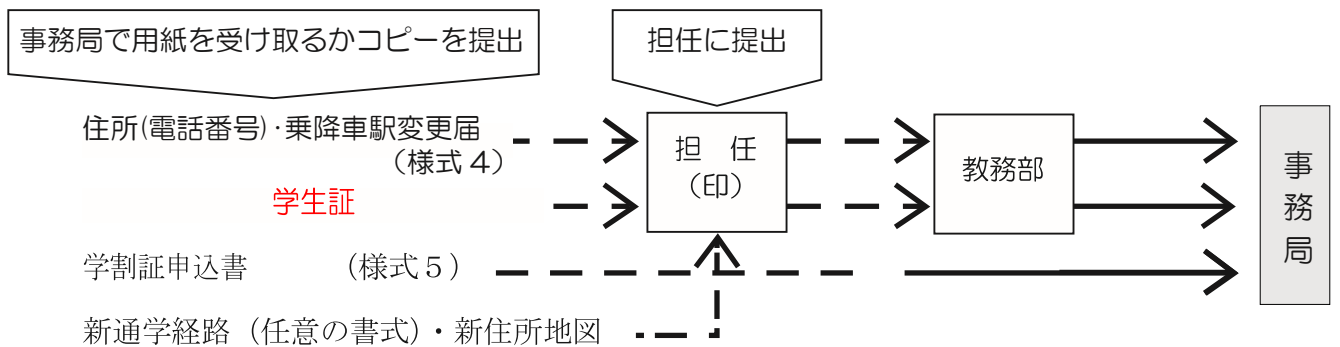 事務局で用紙を受け取るかコピーを提出
担任に提出
住所(電話番号)・乗降車駅変更届
（様式４）
学生証
学割証申込書　　　（様式５）
新通学経路（任意の書式）・新住所地図
担　任
（印）
教務部
事務局